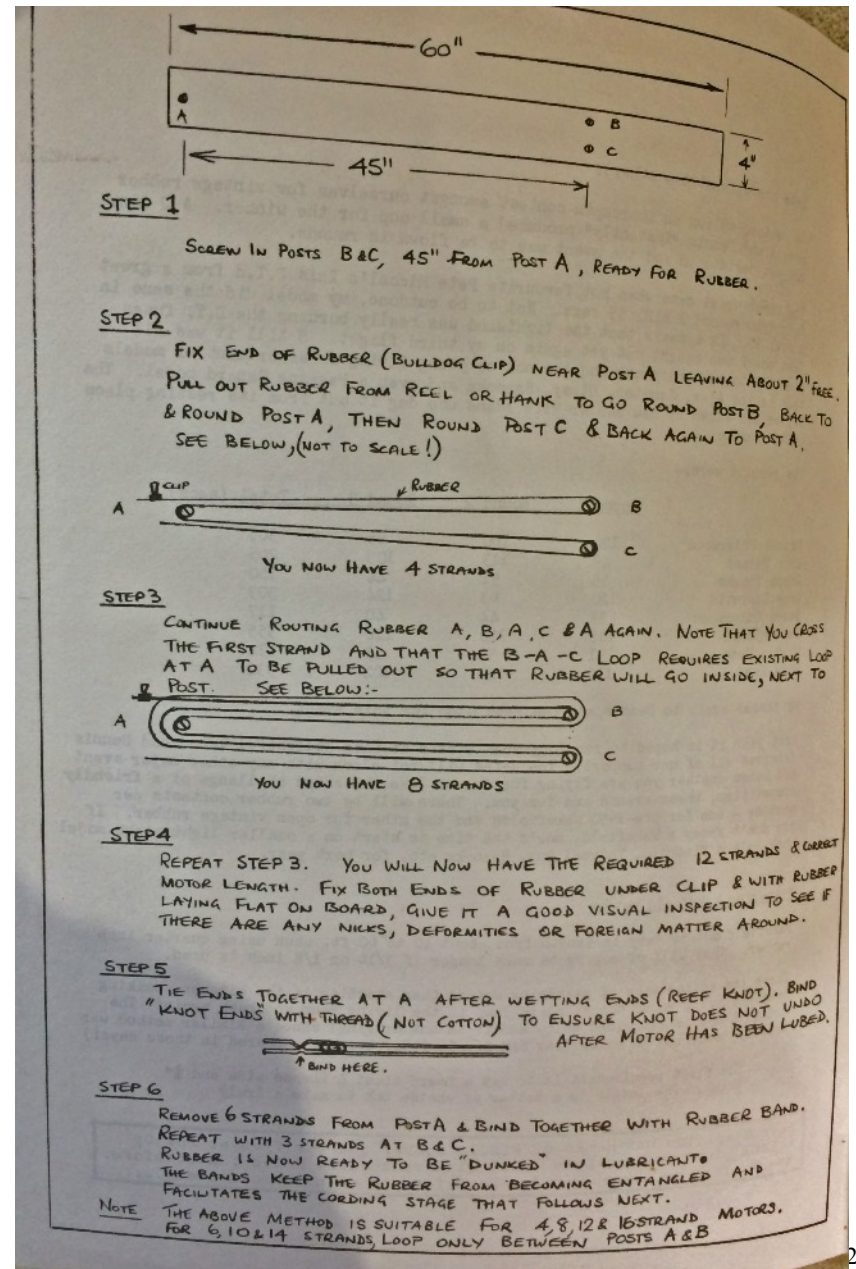 60"
A
B
C
4"
45"
STEP 1
SCREW IN POSTS B & C, 45" FROM POST A, READY FOR RUBBER.
STEP 2
FIX END OF RUBBER (BULLDOG CLIP) NEAR POST A LEAVING ABOUT 2" FREE.
PULL OUT RUBBER FROM REEL OR HANK TO GO ROUND POST B, BACK TO
& ROUND POST A, THEN ROUND POST C & BACK AGAIN TO POST A.
SEE BELOW, (NOT TO SCALE!)
CLIP
RUBBER
A
B
C
YOU NOW HAVE 4 STRANDS
STEP 3
CONTINUE ROUTING RUBBER A, B, A, C & A AGAIN. NOTE THAT YOU CROSS
THE FIRST STRAND AND THAT THE B-A-C LOOP REQUIRES EXISTING LOOP
AT A TO BE PULLED OUT SO THAT RUBBER WILL GO INSIDE, NEXT TO
POST. SEE BELOW:-
A
B
C
YOU NOW HAVE 8 STRANDS
STEP 4
REPEAT STEP 3. YOU WILL NOW HAVE THE REQUIRED 12 STRANDS & CORRECT
MOTOR LENGTH. FIX BOTH ENDS OF RUBBER UNDER CLIP & WITH RUBBER
LAYING FLAT ON BOARD, GIVE IT A GOOD VISUAL INSPECTION TO SEE IF
THERE ARE ANY NICKS, DEFORMITIES OR FOREIGN MATTER AROUND.
STEP 5
TIE ENDS TOGETHER AT A AFTER WETTING ENDS (REEF KNOT). BIND
"KNOT ENDS" WITH THREAD (NOT COTTON) TO ENSURE KNOT DOES NOT UNDO
AFTER MOTOR HAS BEEN LUBED.
BIND HERE.
STEP 6
REMOVE 6 STRANDS FROM POST A & BIND TOGETHER WITH RUBBER BAND.
REPEAT WITH 3 STRANDS AT B & C.
RUBBER IS NOW READY TO BE "DUNKED" IN LUBRICANT.
THE BANDS KEEP THE RUBBER FROM BECOMING ENTANGLED AND
FACILITATES THE CORDING STAGE THAT FOLLOWS NEXT.
NOTE THE ABOVE METHOD IS SUITABLE FOR 4, 8, 12 & 16 STRAND MOTORS.
FOR 6, 10 & 14 STRANDS, LOOP ONLY BETWEEN POSTS A & B
2